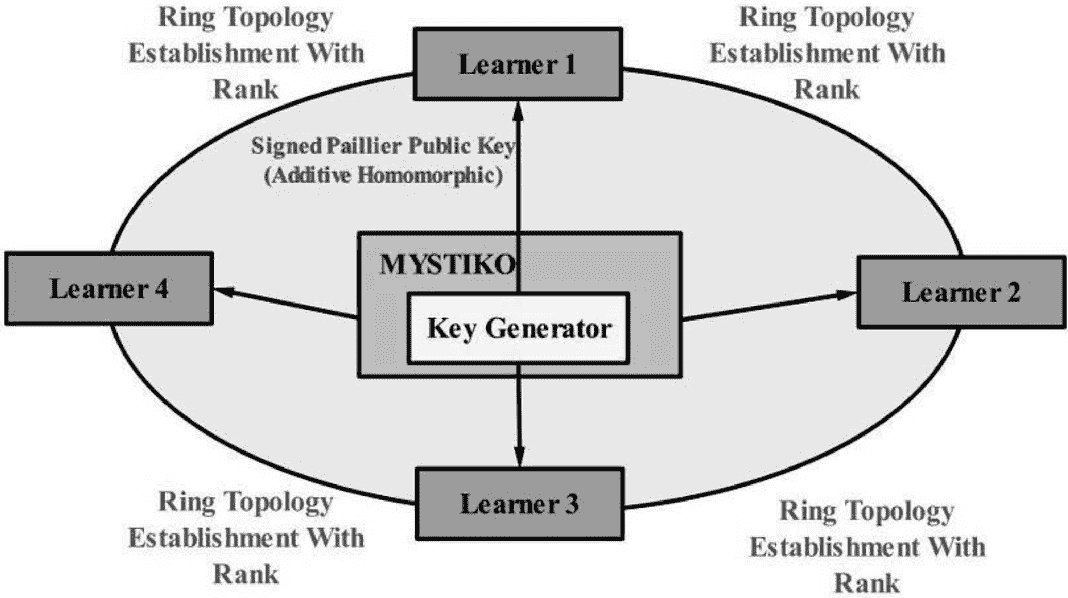 Ring Topology
Establishment With
Rank
Ring Topology
Establishment With
Rank
Learner 1
Signed Paillier Public Key
(Additive Homomorphic)
MYSTIKO
Learner 4
Learner 2
Key Generator
Learner 3
Ring Topology
Establishment With
Rank
Ring Topology
Establishment With
Rank